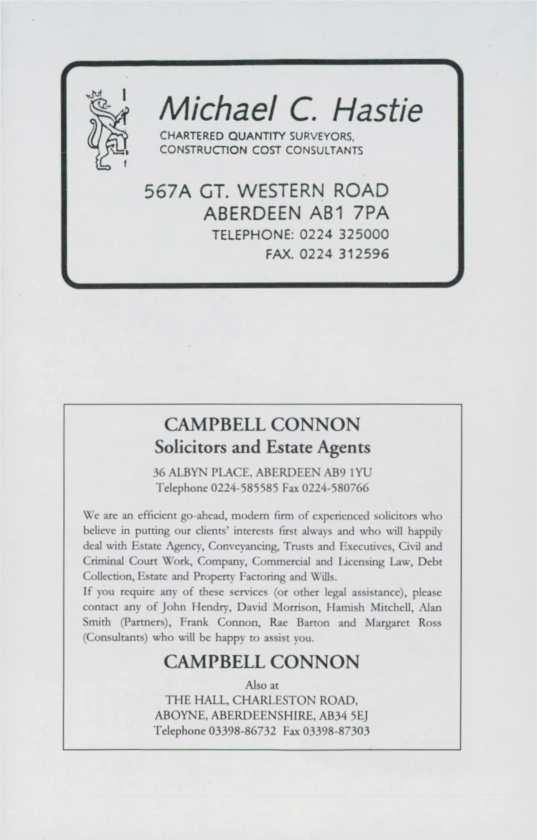 Michael C. Hastie
CHARTERED QUANTITY SURVEYORS,
CONSTRUCTION COST CONSULTANTS
567A GT. WESTERN ROAD
ABERDEEN AB1 7PA
TELEPHONE: 0224 325000
FAX. 0224 312596
CAMPBELL CONNON
Solicitors and Estate Agents
36 ALBYN PLACE, ABERDEEN AB9 1YU
Telephone 0224-585585 Fax 0224-580766
We are an efficient go-ahead, modern firm of experienced solicitors who
believe in putting our clients' interests first always and who will happily
deal with Estate Agency, Conveyancing, Trusts and Executives, Civil and
Criminal Court Work, Company, Commercial and Licensing Law, Debt
Collection, Estate and Property Factoring and Wills.
If you require any of these services (or other legal assistance), please
contact any of John Hendry, David Morrison, Hamish Mitchell, Alan
Smith (Partners), Frank Connon, Rae Barton and Margaret Ross
(Consultants) who will be happy to assist you.
CAMPBELL CONNON
Also at
THE HALL, CHARLESTON ROAD,
ABOYNE, ABERDEENSHIRE, AB34 5EJ
Telephone 03398-86732 Fax 03398-87303